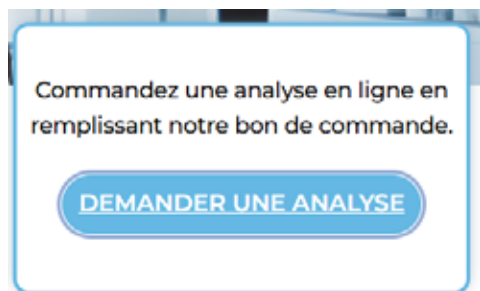 Commandez une analyse en ligne en
remplissant notre bon de commande.
DEMANDER UNE ANALYSE